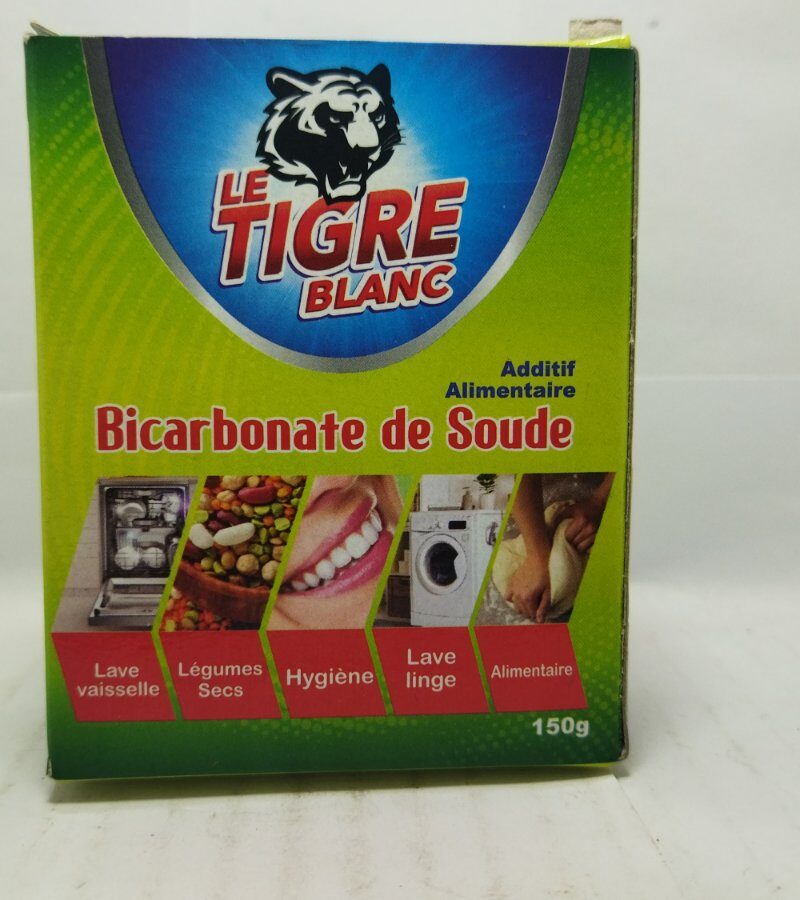 LE
TIGRE
BLANC
Additif
Alimentaire
Bicarbonate de Soude
Lave
vaisselle
Légumes
Secs
Hygiène
Lave
linge
Alimentaire
150g